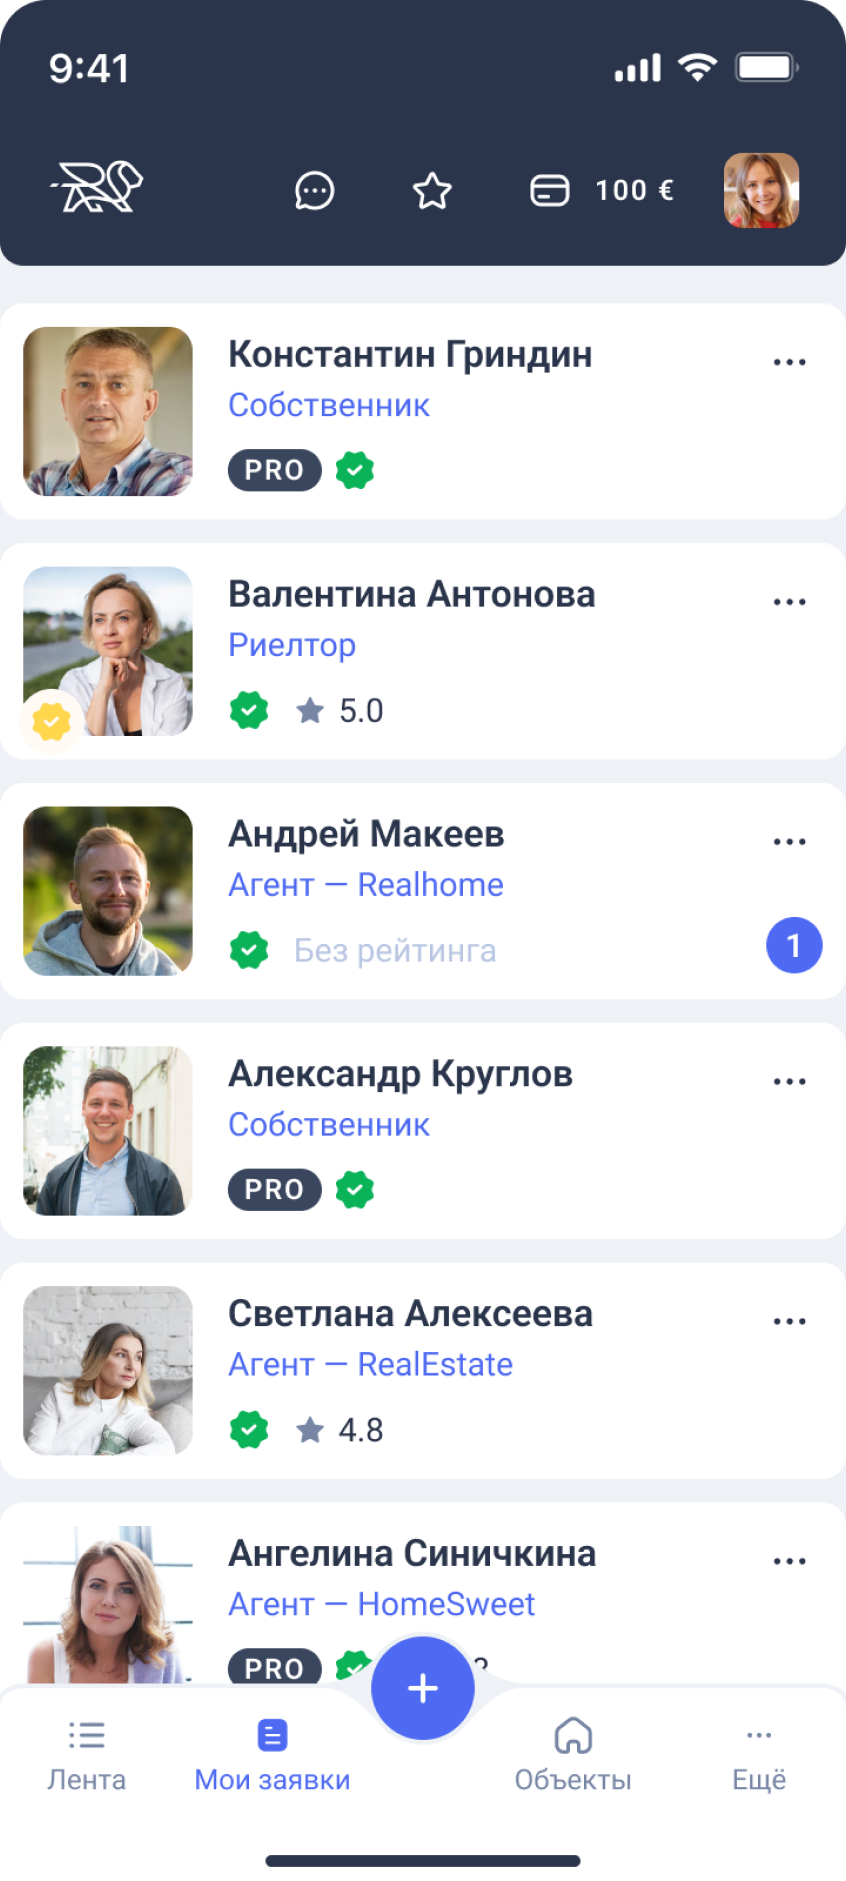 9:41
100 €
Константин Гриндин
Собственник
PRO
Валентина Антонова
Риелтор
5.0
Андрей Макеев
Агент — Realhome
Без рейтинга
1
Александр Круглов
Собственник
PRO
Светлана Алексеева
Агент — RealEstate
4.8
Ангелина Синичкина
Агент — HomeSweet
PRO
Лента
Мои заявки
Объекты
Ещё